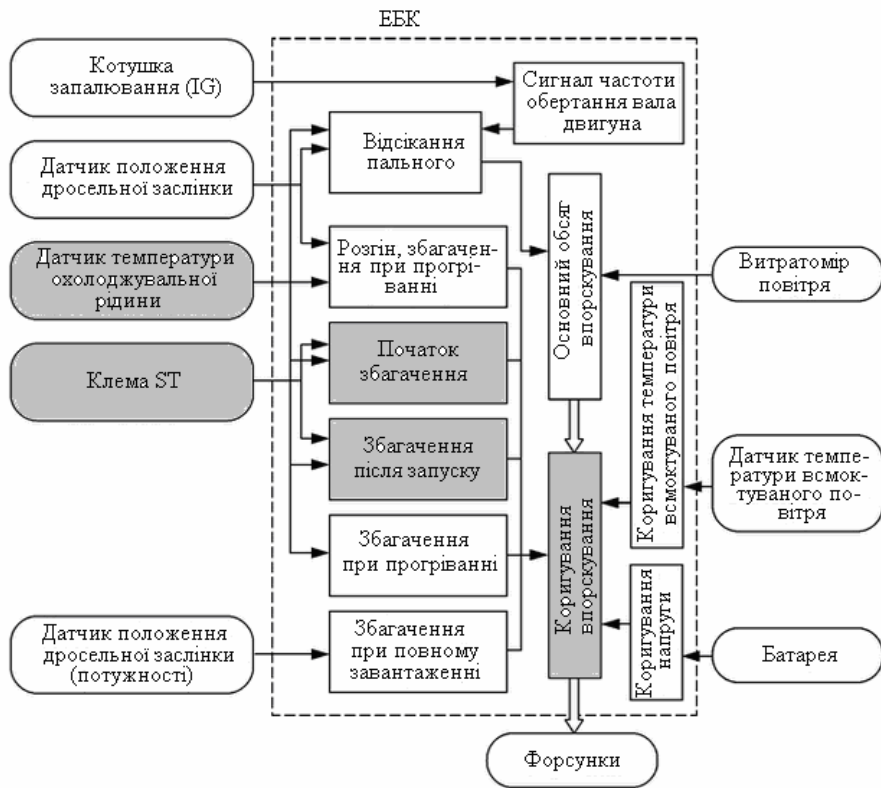 ЕБК
Котушка
запалювання (IG)
Сигнал частоти
обертання вала
двигуна
Відсікання
пального
Датчик положення
дросельної заслінки
Розгін, збагачен-
ня при прогрі-
ванні
Датчик температури
охолоджувальної
рідини
Основний обсяг
впорскування
Витратомір
повітря
Початок
збагачення
Клема ST
Коригування температури
всмоктуваного повітря
Збагачення
після запуску
Датчик темпе-
ратури всмок-
туваного по-
вітря
Збагачення
при прогріванні
Коригування
впорскування
Коригування
напруги
Датчик положення
дросельної заслінки
(потужності)
Збагачення
при повному
завантаженні
Батарея
Форсунки